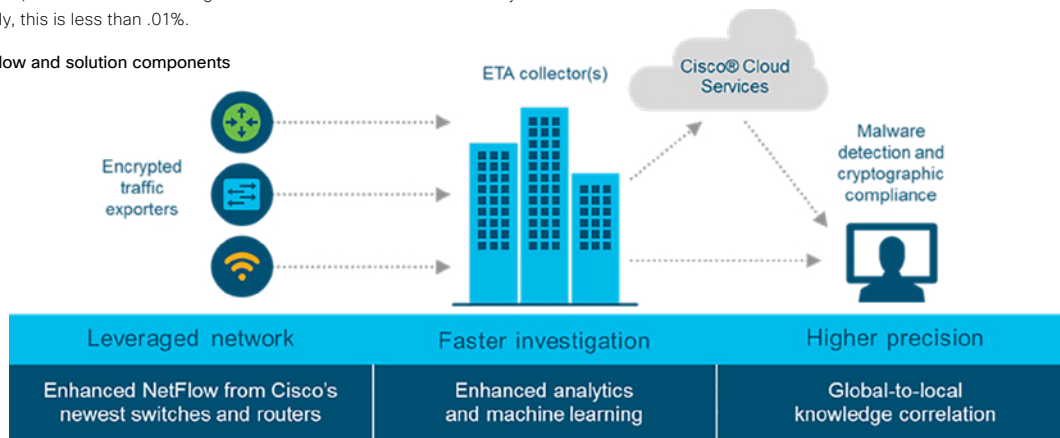 dy, this is less than .01%.
low and solution components
ETA collector(s)
Cisco® Cloud
Services
Encrypted
traffic
exporters
Malware
detection and
cryptographic
compliance
Leveraged network
Faster investigation
Higher precision
Enhanced NetFlow from Cisco's
newest switches and routers
Enhanced analytics
and machine learning
Global-to-local
knowledge correlation